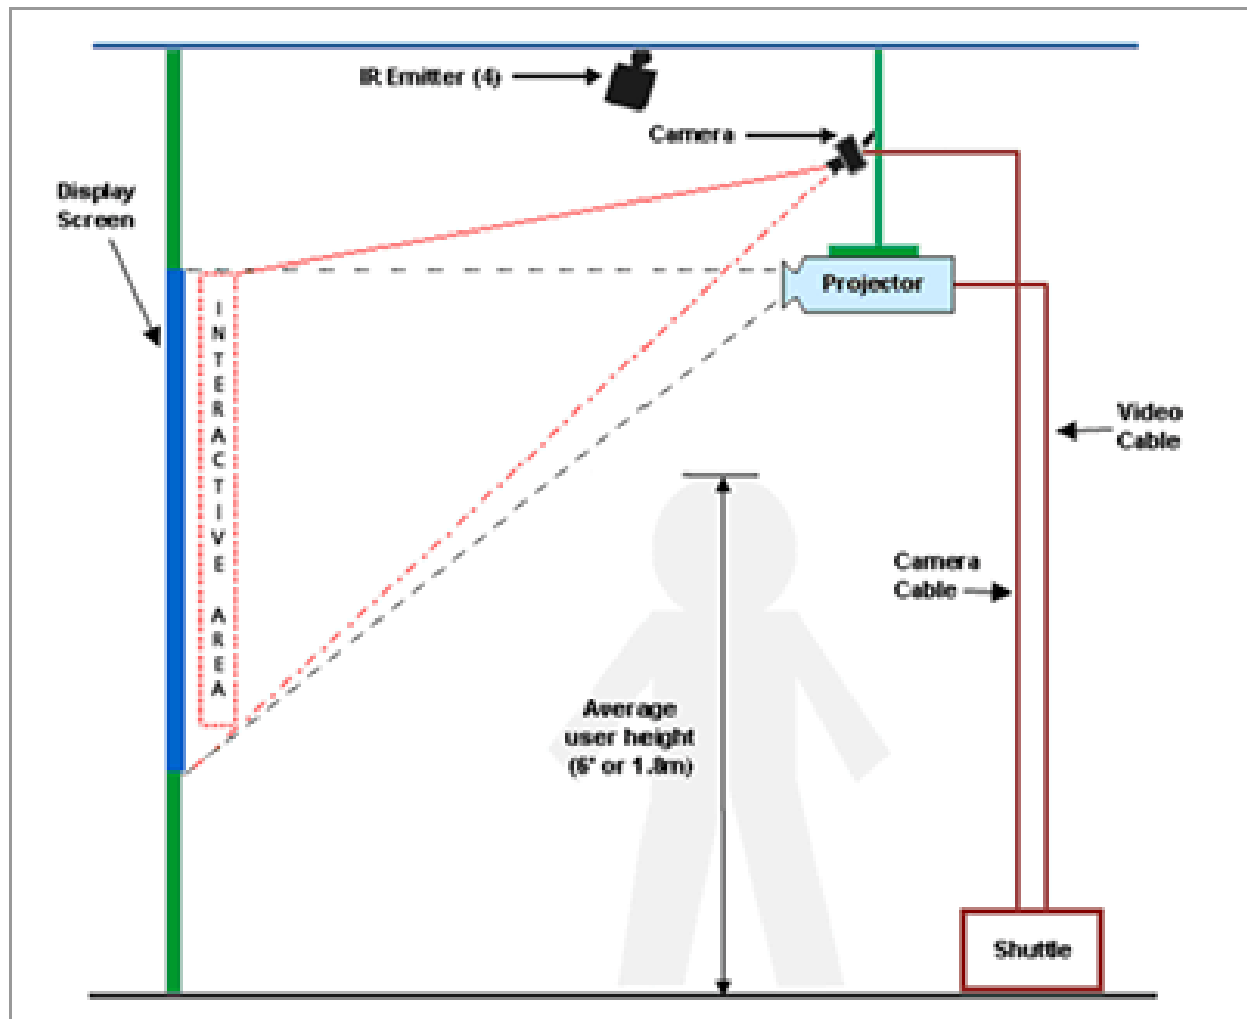 IR Emitter (4)
Camera
Display
Screen
Projector
INTERACTIVE AREA
Video
Cable
Camera
Cable
Average
user height
(6' or 1.8m)
Shuttle